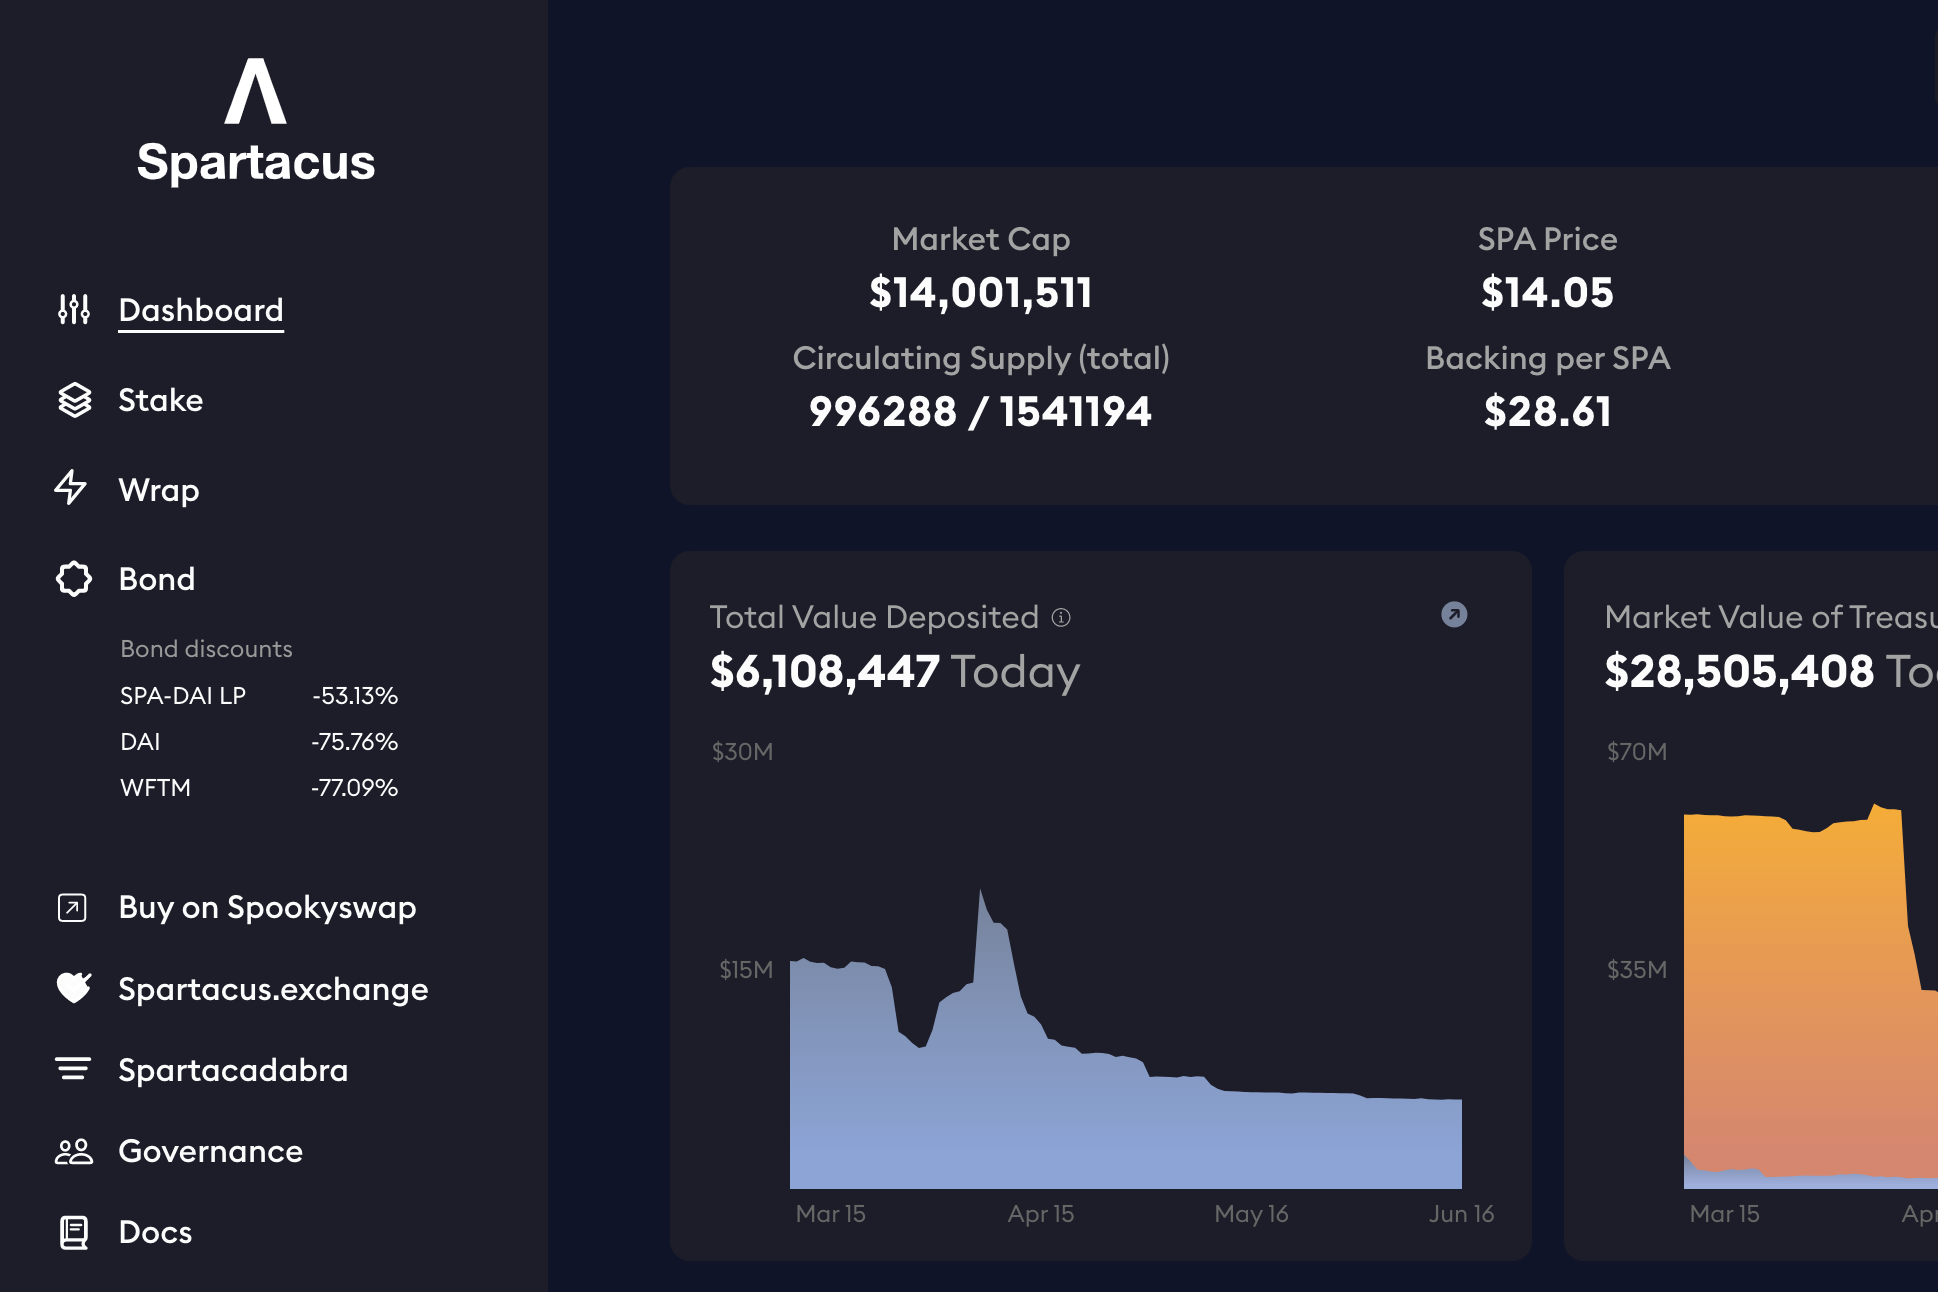 Spartacus
Dashboard
Stake
Wrap
Bond
Bond discounts
SPA-DAI LP -53.13%
DAI -75.76%
WFTM -77.09%
Buy on Spookyswap
Spartacus.exchange
Spartacadabra
Governance
Docs
Market Cap
$14,001,511
SPA Price
$14.05
Circulating Supply (total)
996288 / 1541194
Backing per SPA
$28.61
Total Value Deposited
$6,108,447 Today
$30M
$15M
Mar 15 Apr 15 May 16 Jun 16
Market Value of Treasu
$28,505,408 To
$70M
$35M
Mar 15 Ap